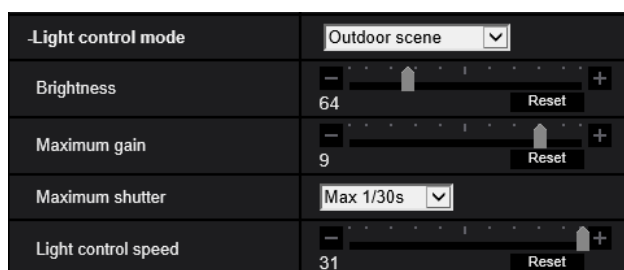 -Light control mode Outdoor scene
Brightness - +
64 Reset
Maximum gain - +
9 Reset
Maximum shutter Max 1/30s
Light control speed - +
31 Reset